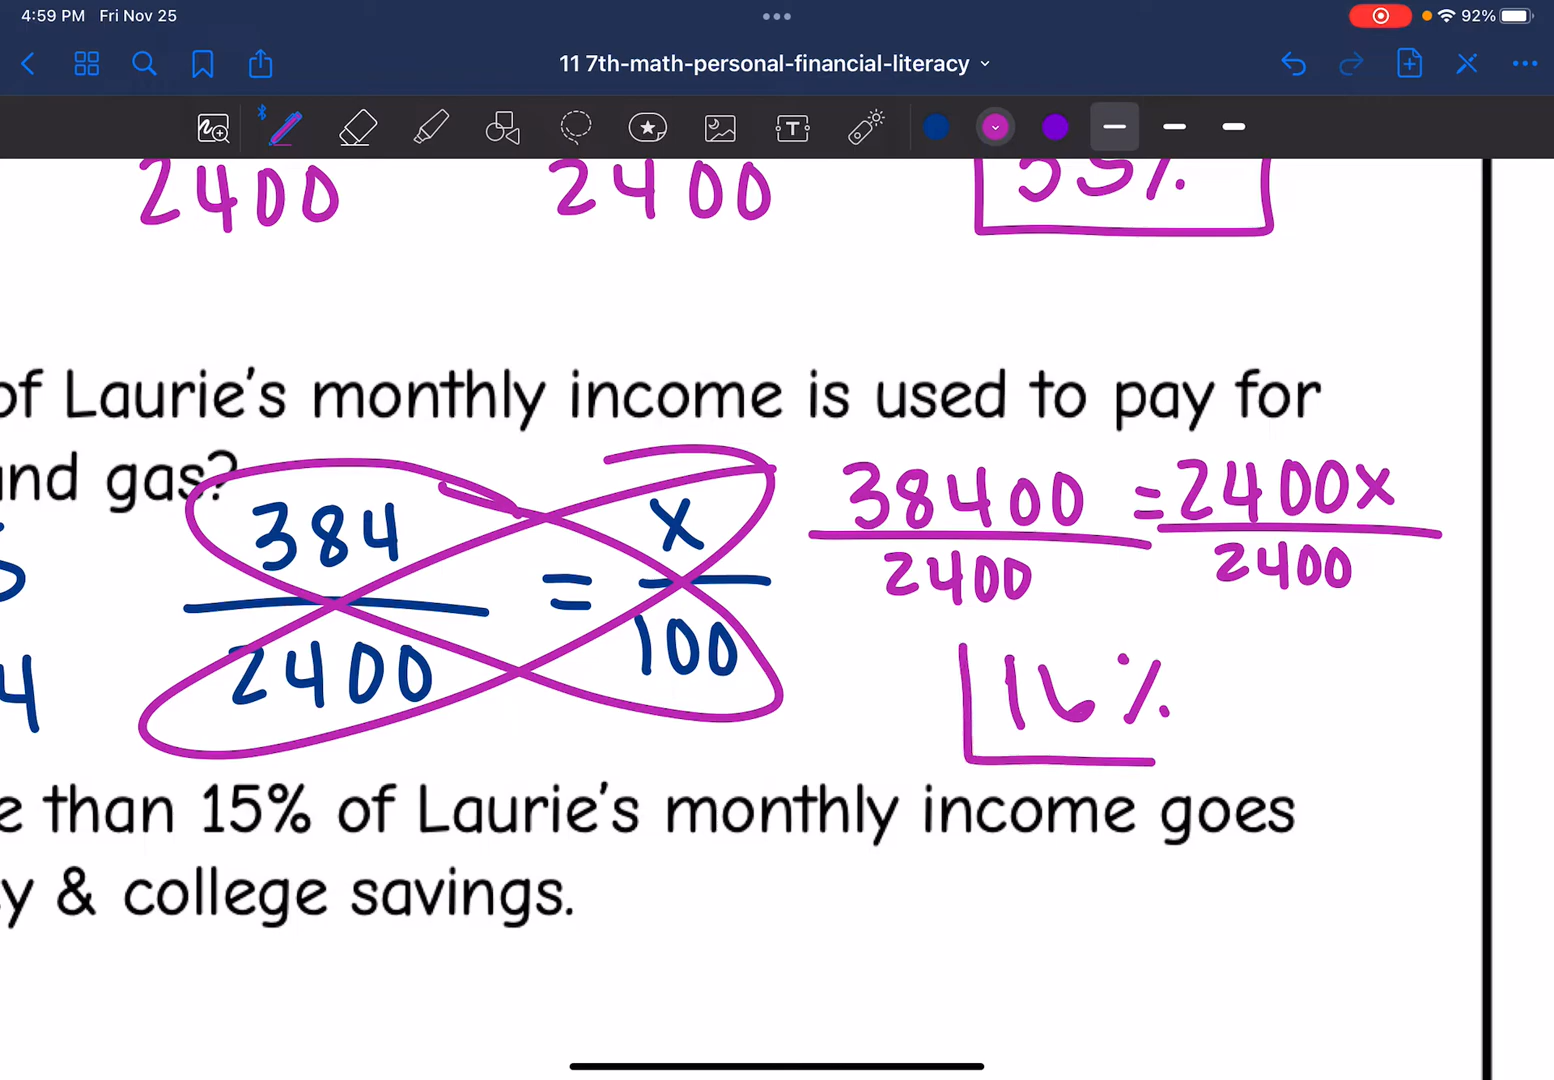 4:59 PM Fri Nov 25
92%
11 7th-math-personal-financial-literacy
T
2400 2400
of Laurie's monthly income is used to pay for
and gas?
384 = x 38400 = 2400x
2400 100 2400 2400
4 16%
e than 15% of Laurie's monthly income goes
y & college savings.